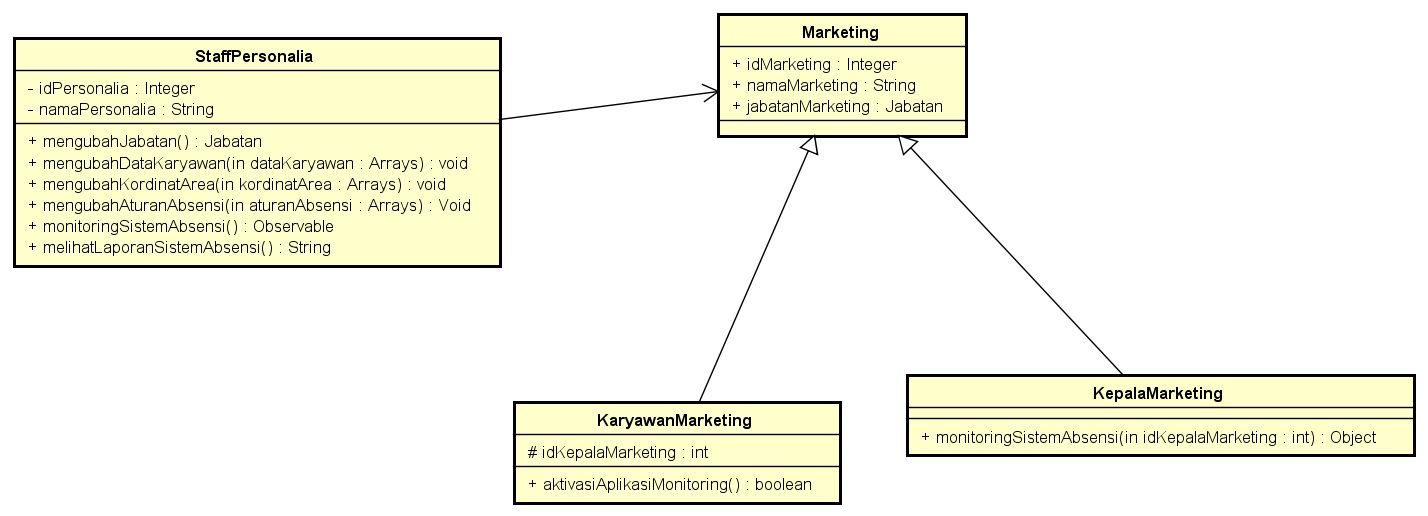 StaffPersonalia
- idPersonalia : Integer
- namaPersonalia : String
+ mengubahJabatan() : Jabatan
+ mengubahDataKaryawan(in dataKaryawan : Arrays) : void
+ mengubahKordinatArea(in kordinatArea : Arrays) : void
+ mengubahAturanAbsensi(in aturanAbsensi : Arrays) : Void
+ monitoringSistemAbsensi() : Observable
+ melihatLaporanSistemAbsensi() : String
Marketing
+ idMarketing : Integer
+ namaMarketing : String
+ jabatanMarketing : Jabatan
KaryawanMarketing
# idKepalaMarketing : int
+ aktivasiAplikasiMonitoring() : boolean
KepalaMarketing
+ monitoringSistemAbsensi(in idKepalaMarketing : int) : Object